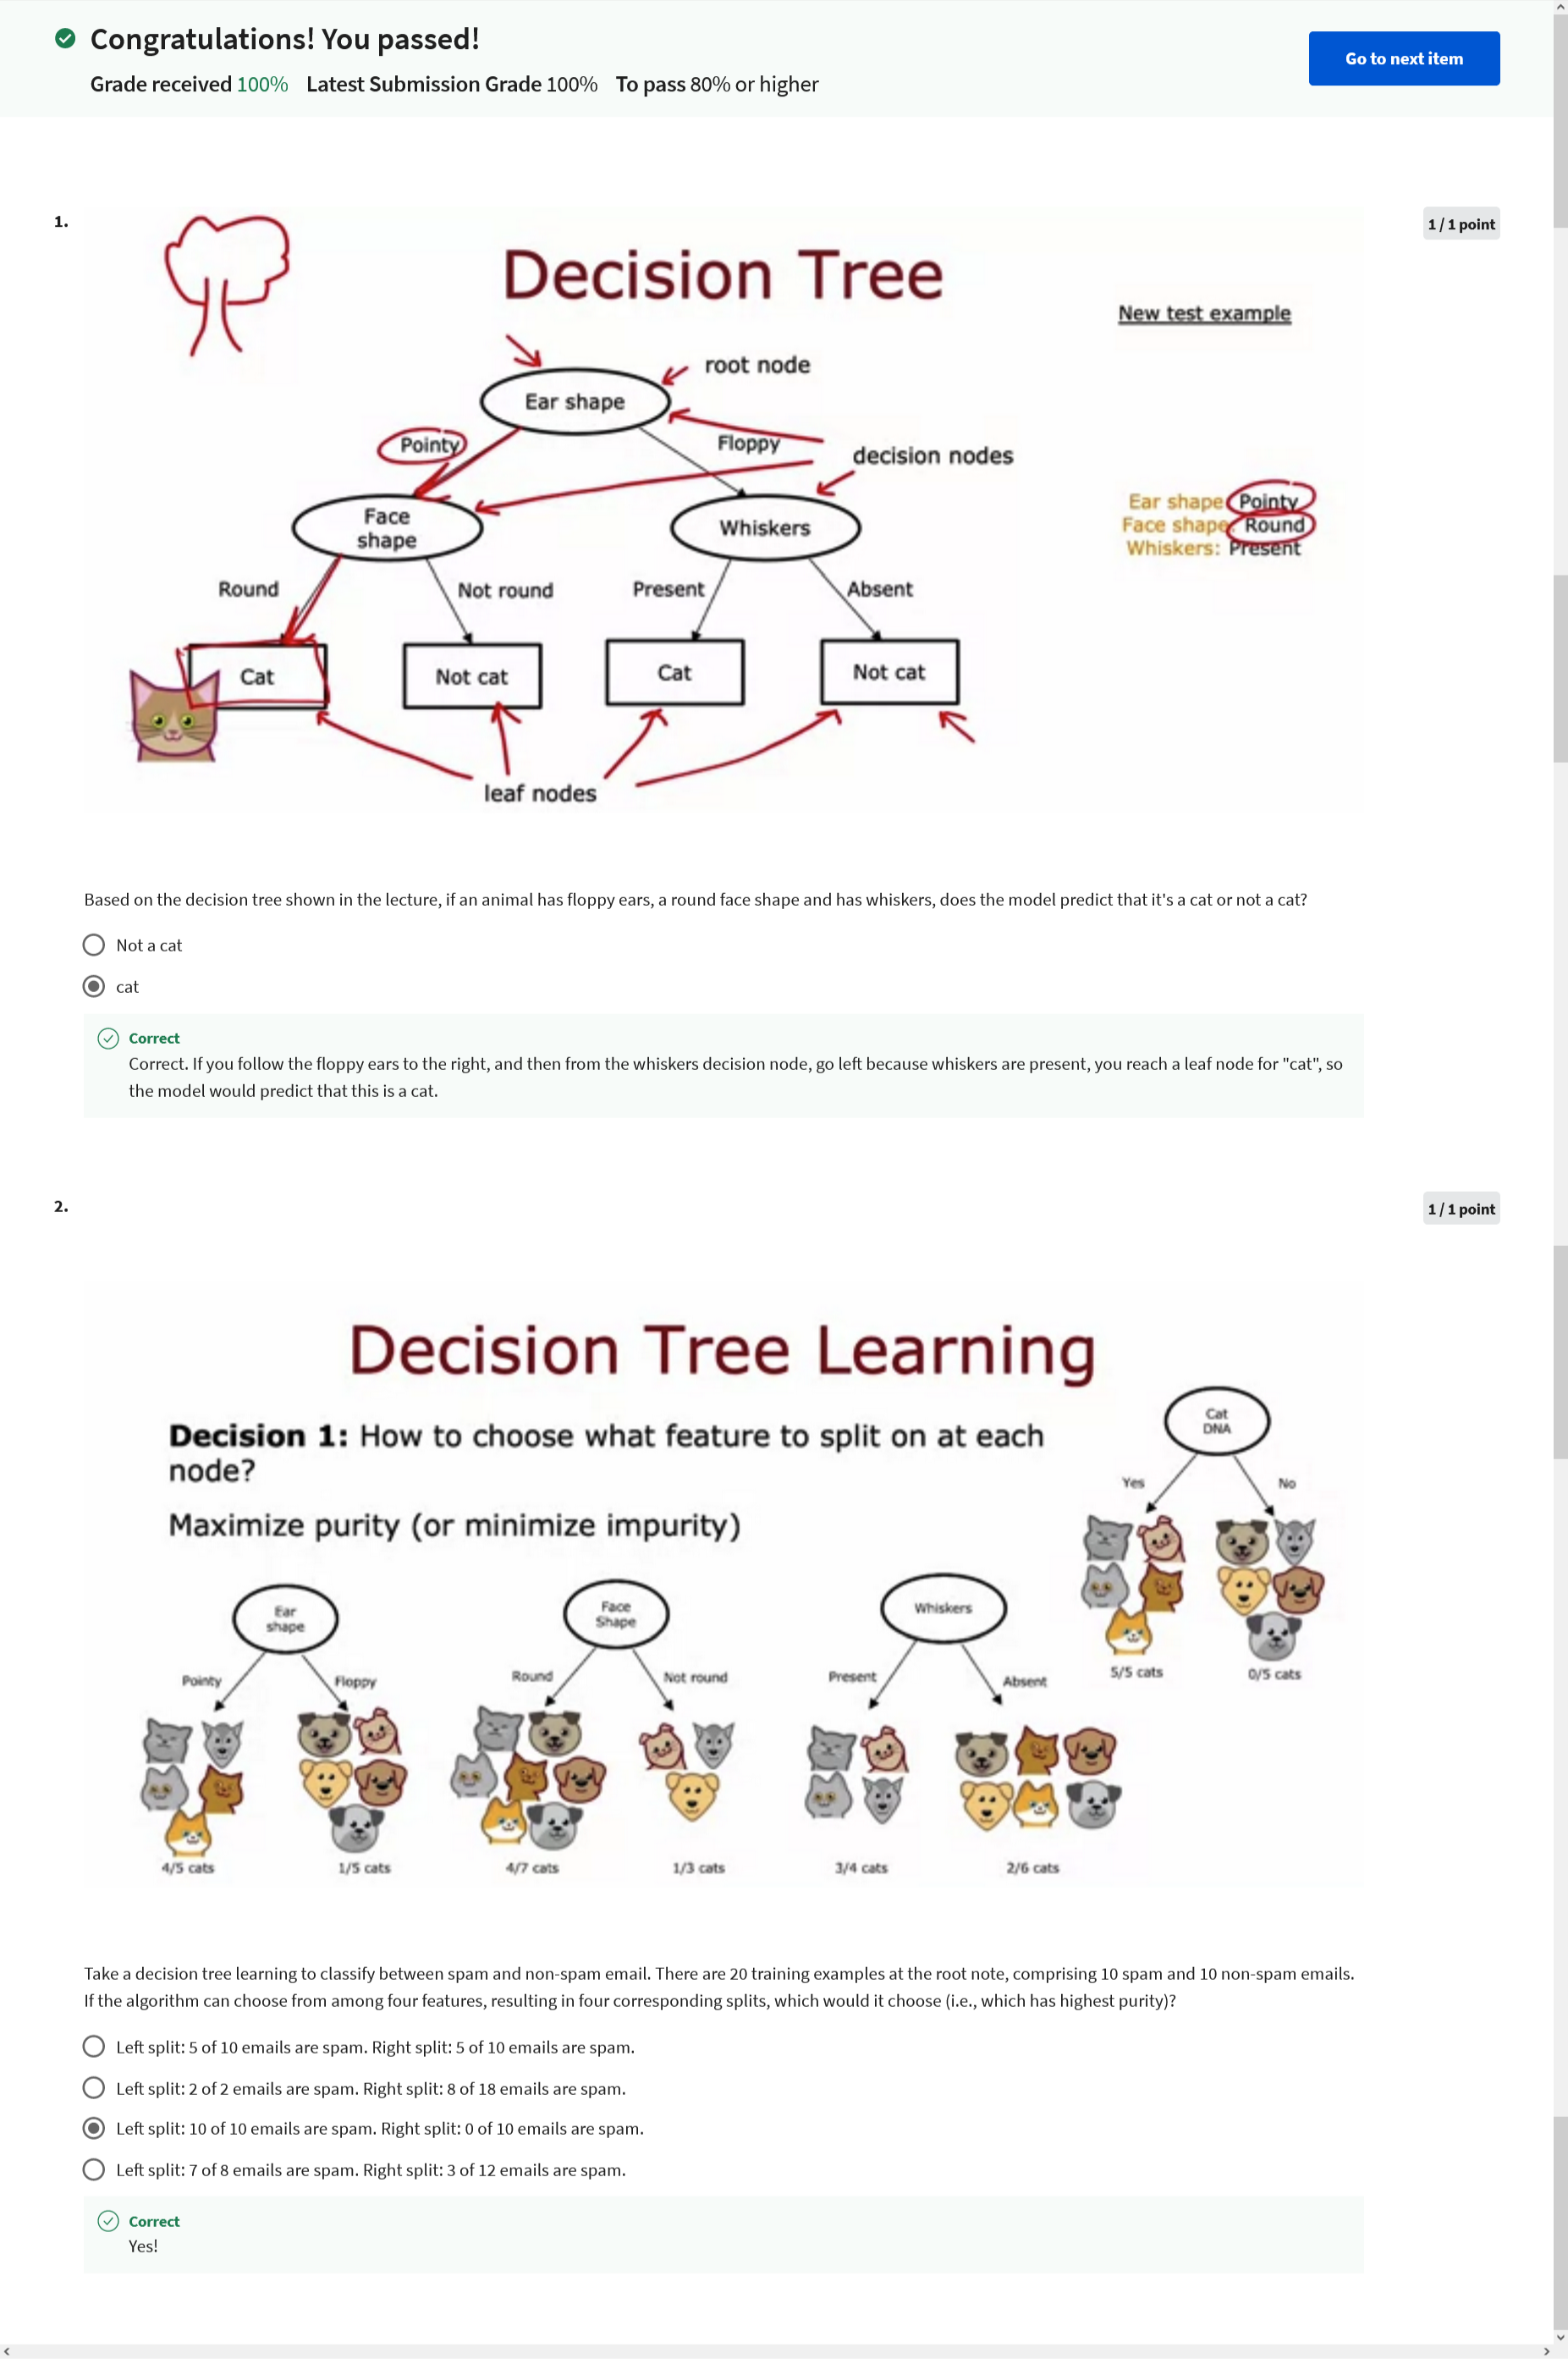 Congratulations! You passed!
Grade received 100% Latest Submission Grade 100% To pass 80% or higher
Go to next item
1.
1 / 1 point
Decision Tree
New test example
root node
Ear shape
Pointy
Floppy
decision nodes
Ear shape: Pointy
Face shape: Round
Whiskers: Present
Face
shape
Whiskers
Round
Not round
Present
Absent
Cat
Not cat
Cat
Not cat
leaf nodes
Based on the decision tree shown in the lecture, if an animal has floppy ears, a round face shape and has whiskers, does the model predict that it's a cat or not a cat?
Not a cat
cat
Correct
Correct. If you follow the floppy ears to the right, and then from the whiskers decision node, go left because whiskers are present, you reach a leaf node for "cat", so
the model would predict that this is a cat.
2.
1 / 1 point
Decision Tree Learning
Decision 1: How to choose what feature to split on at each
node?
Maximize purity (or minimize impurity)
Cat
DNA
Yes
No
5/5 cats
0/5 cats
Ear
shape
Pointy
Floppy
4/5 cats
1/5 cats
Face
Shape
Round
Not round
4/7 cats
1/3 cats
Whiskers
Present
Absent
3/4 cats
2/6 cats
Take a decision tree learning to classify between spam and non-spam email. There are 20 training examples at the root note, comprising 10 spam and 10 non-spam emails.
If the algorithm can choose from among four features, resulting in four corresponding splits, which would it choose (i.e., which has highest purity)?
Left split: 5 of 10 emails are spam. Right split: 5 of 10 emails are spam.
Left split: 2 of 2 emails are spam. Right split: 8 of 18 emails are spam.
Left split: 10 of 10 emails are spam. Right split: 0 of 10 emails are spam.
Left split: 7 of 8 emails are spam. Right split: 3 of 12 emails are spam.
Correct
Yes!